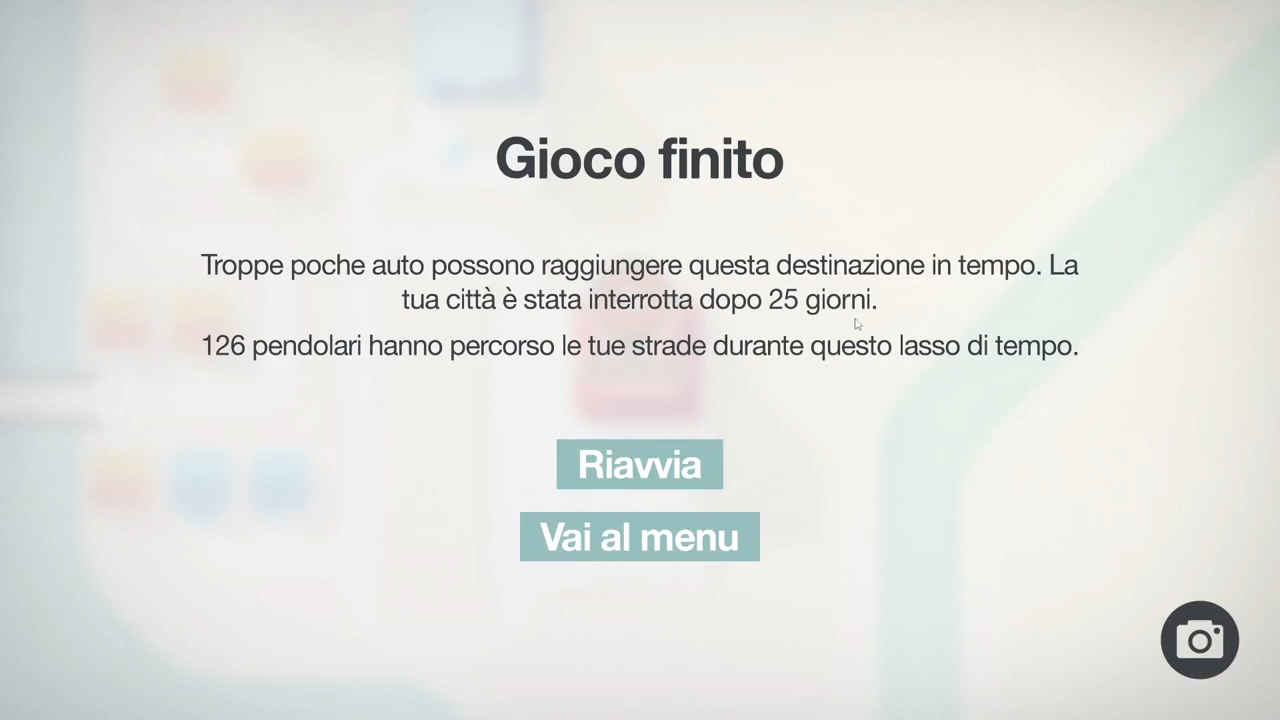 Gioco finito
Troppe poche auto possono raggiungere questa destinazione in tempo. La
tua città è stata interrotta dopo 25 giorni.
126 pendolari hanno percorso le tue strade durante questo lasso di tempo.
Riavvia
Vai al menu